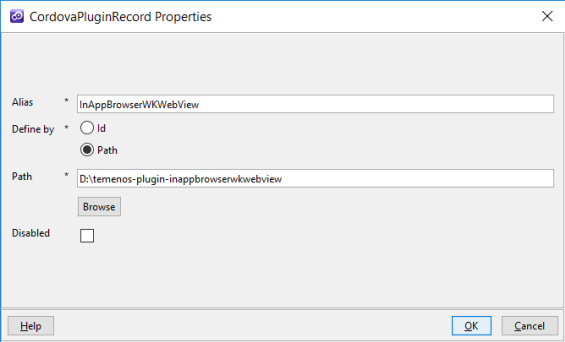 CordovaPluginRecord Properties
Alias * InAppBrowserWKWebView
Define by * Id
Path
Path * D:\temenos-plugin-inappbrowserwkwebview
Browse
Disabled
Help OK Cancel